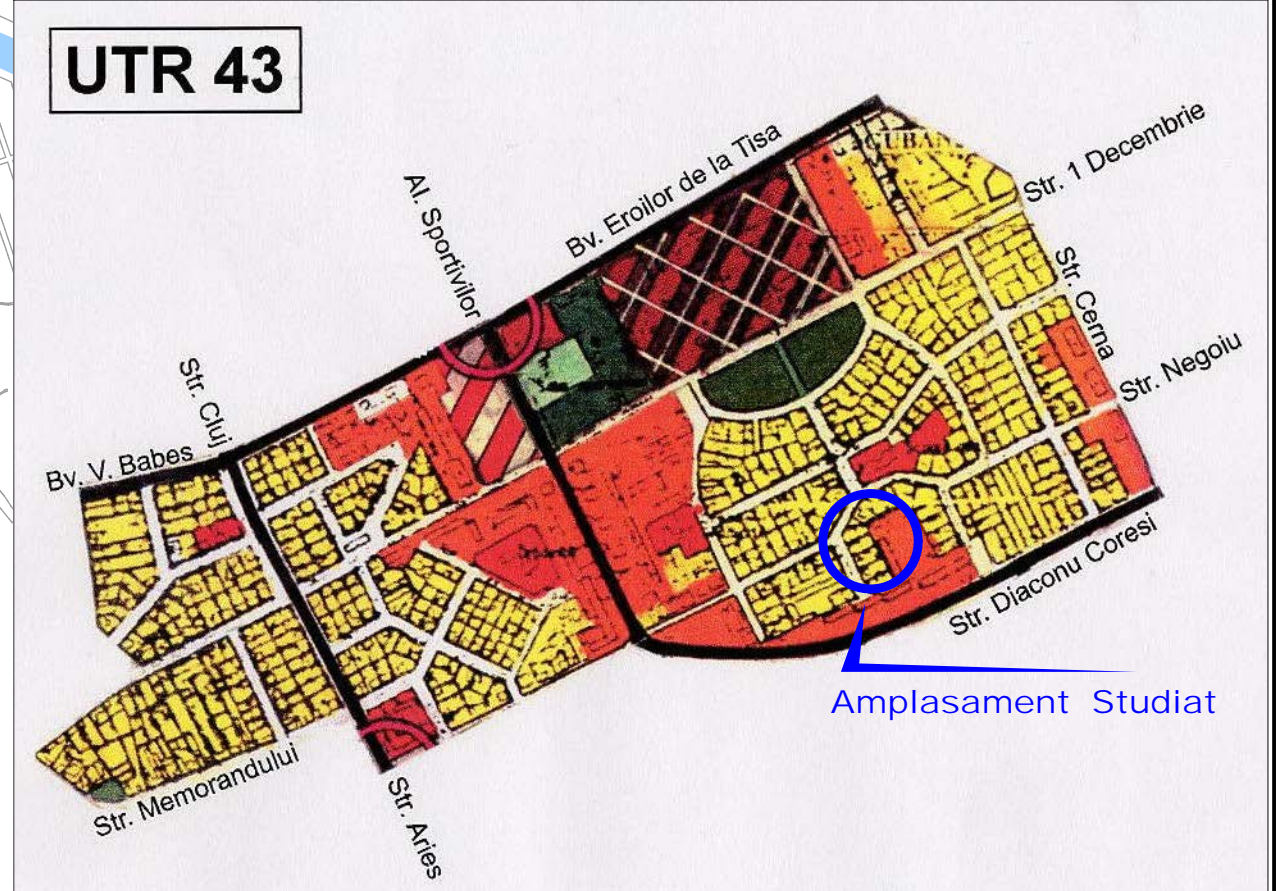 UTR 43
Bv. Eroilor de la Tisa
Str. 1 Decembrie
Al. Sportivilor
Str. Cerna
Str. Negoiu
Str. Cluj
Bv. V. Babes
Str. Diaconu Coresi
Amplasament Studiat
Str. Memorandului
Str. Aries